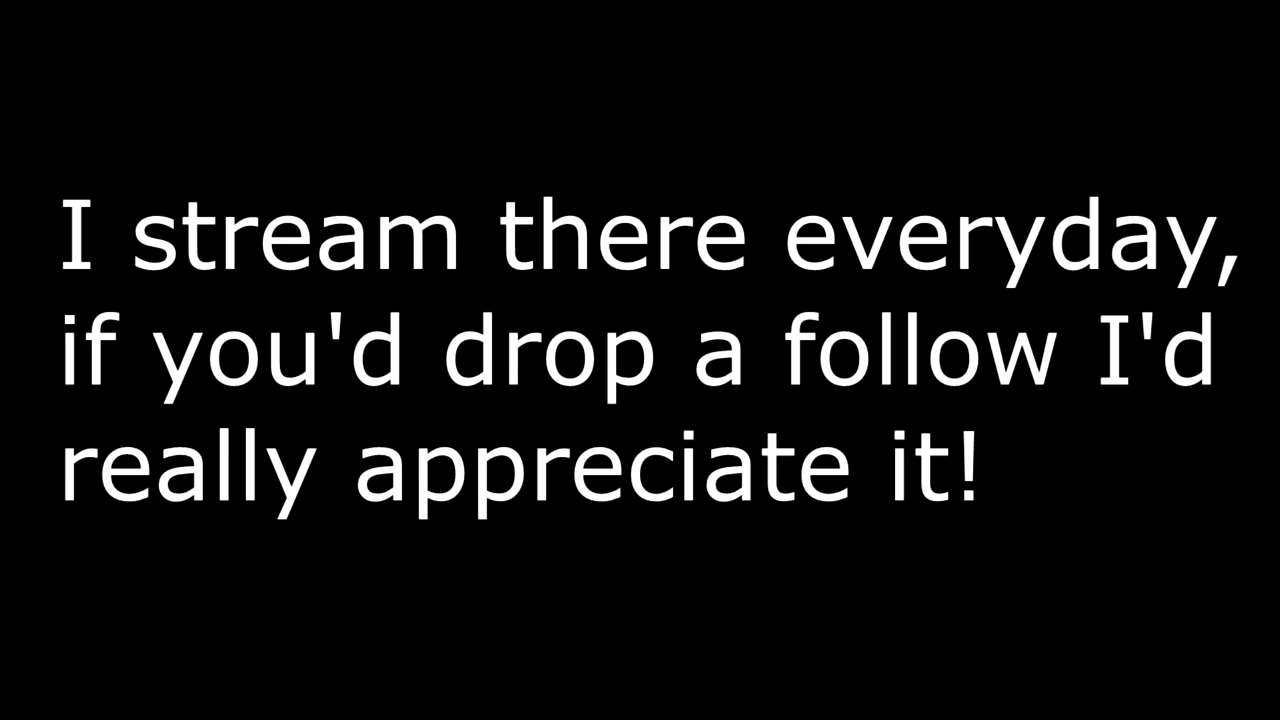 I stream there everyday,
if you'd drop a follow I'd
really appreciate it!